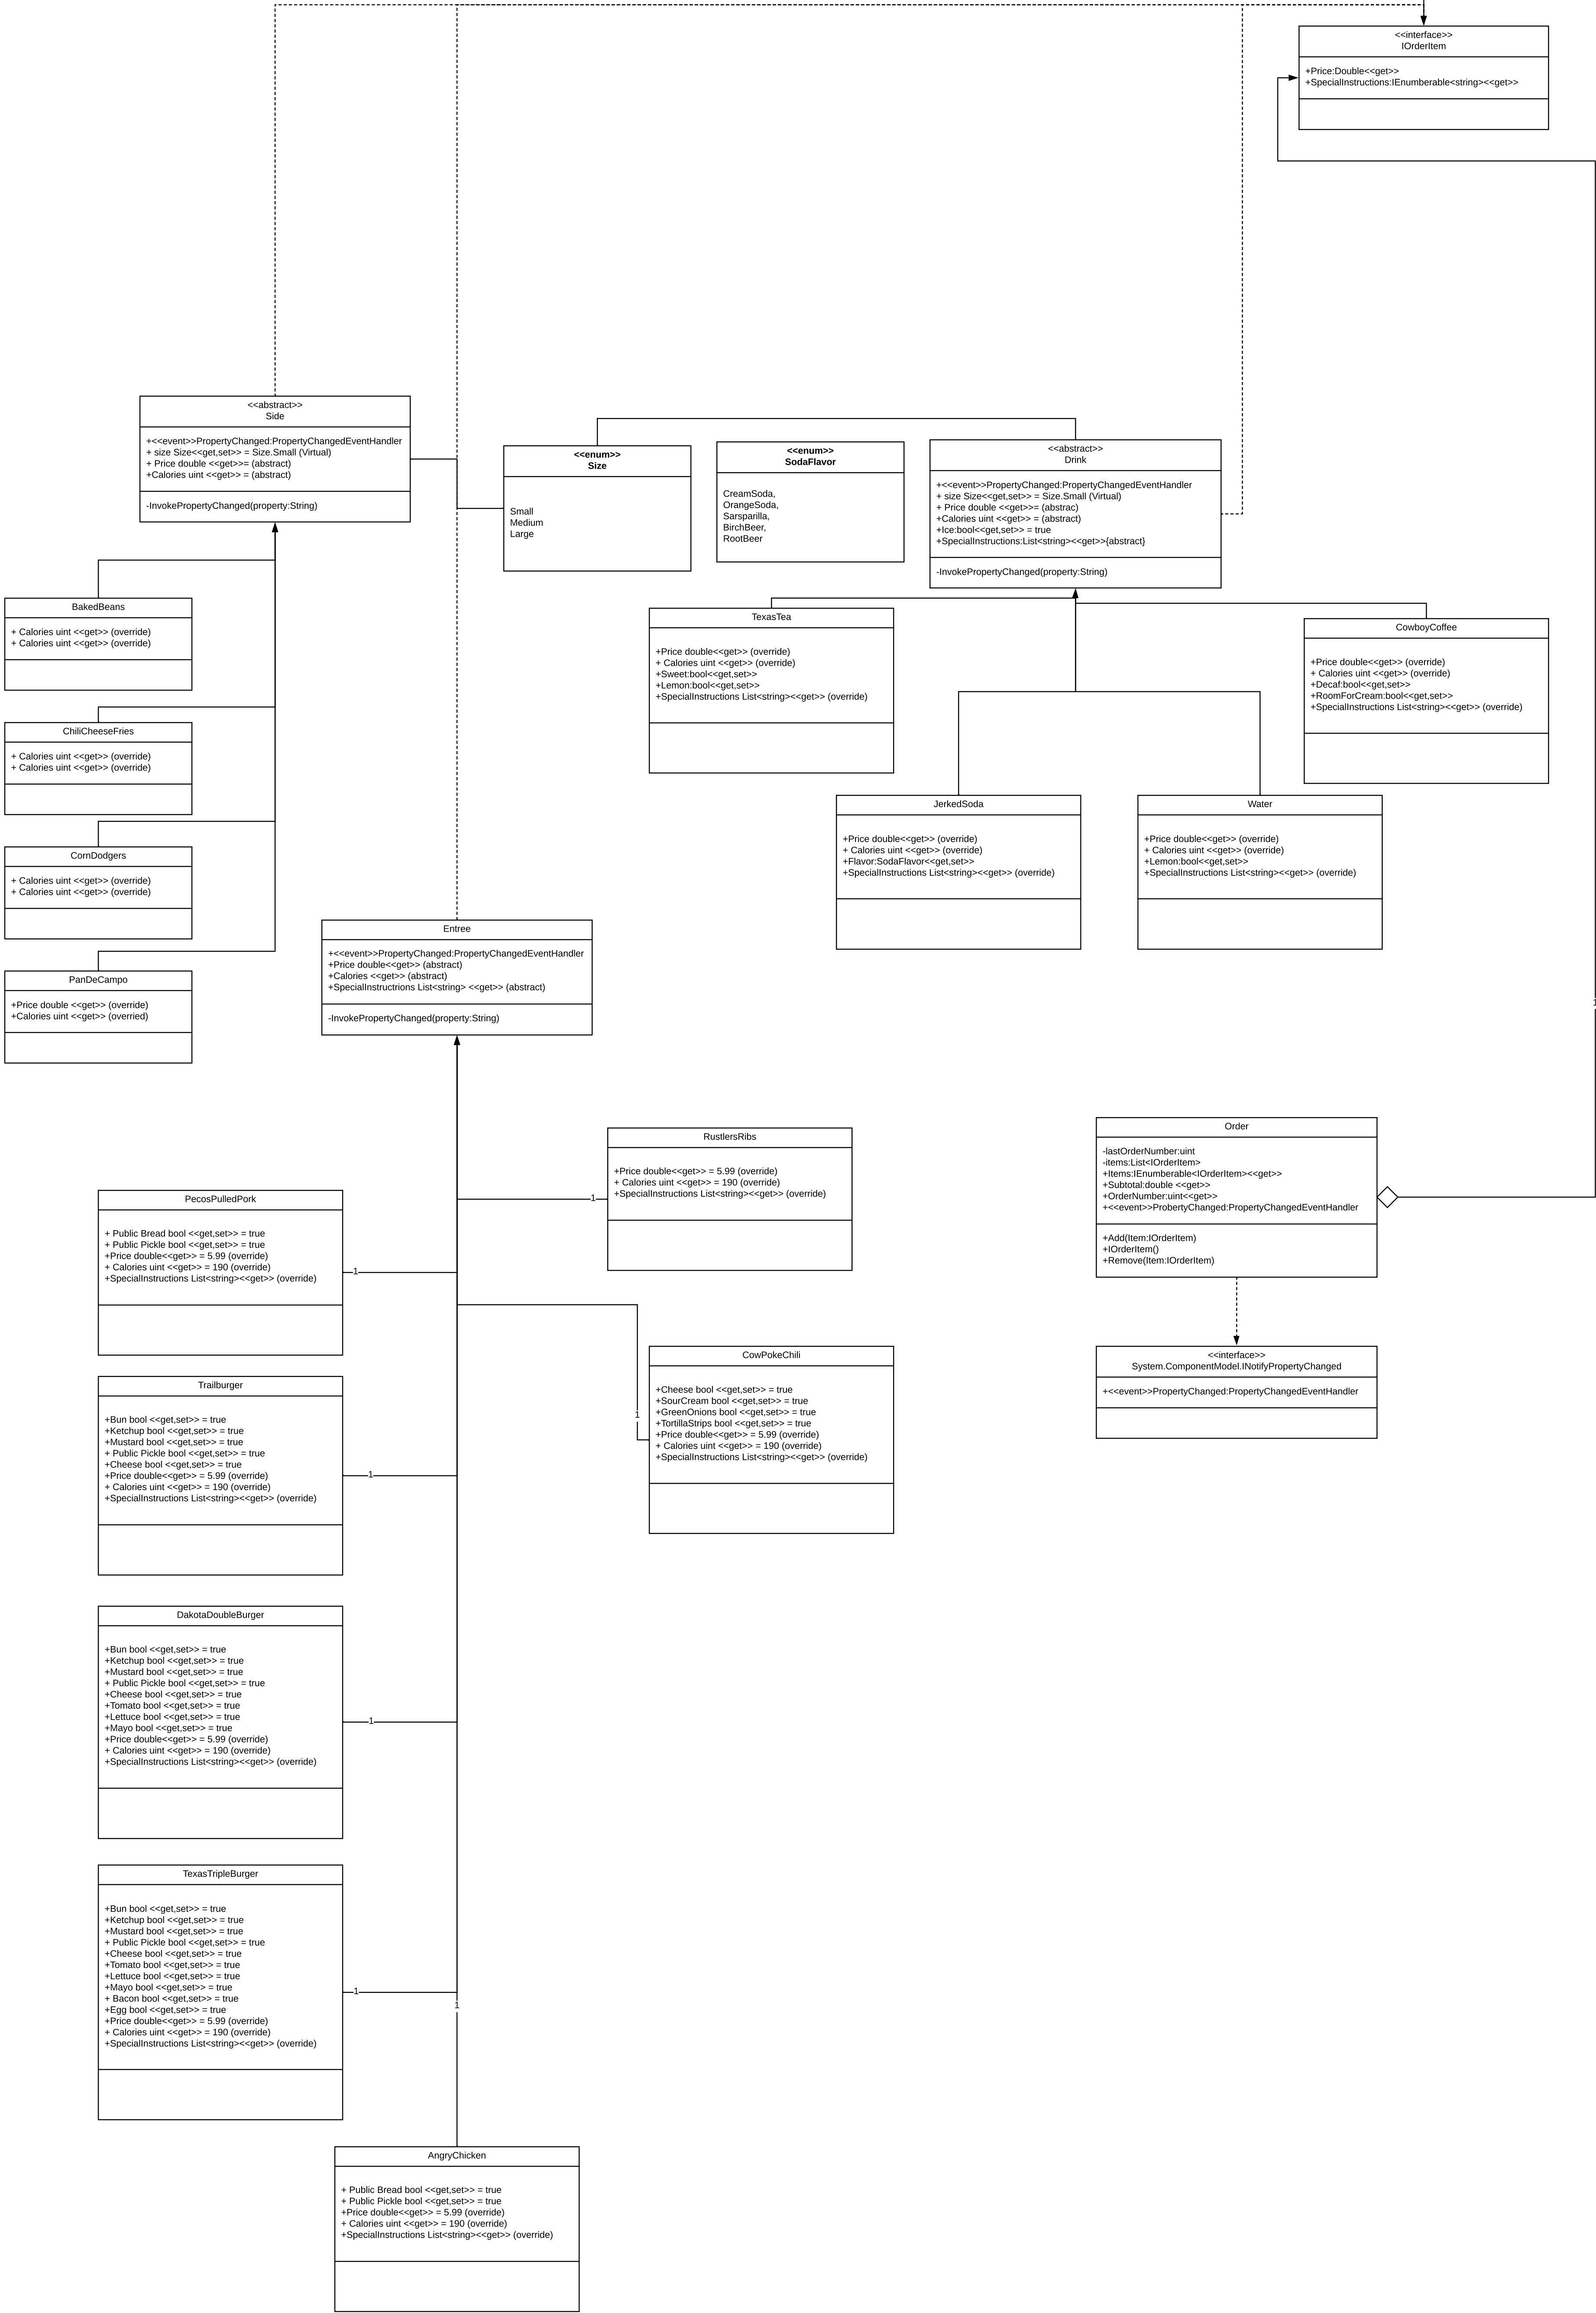 <<interface>>
IOrderItem
+Price:Double<<get>>
+SpecialInstructions:IEnumberable<string><<get>>
<<abstract>>
Side
+<<event>>PropertyChanged:PropertyChangedEventHandler
+ size Size<<get,set>> = Size.Small (Virtual)
+ Price double <<get>>= (abstract)
+Calories uint <<get>> = (abstract)
-InvokePropertyChanged(property:String)
<<enum>>
Size
Small
Medium
Large
<<enum>>
SodaFlavor
CreamSoda,
OrangeSoda,
Sarsparilla,
BirchBeer,
RootBeer
<<abstract>>
Drink
+<<event>>PropertyChanged:PropertyChangedEventHandler
+ size Size<<get,set>> = Size.Small (Virtual)
+ Price double <<get>>= (abstrac)
+Calories uint <<get>> = (abstract)
+Ice:bool<<get,set>> = true
+SpecialInstructions:List<string><<get>>{abstract}
-InvokePropertyChanged(property:String)
BakedBeans
+ Calories uint <<get>> (override)
+ Calories uint <<get>> (override)
TexasTea
+Price double<<get>> (override)
+ Calories uint <<get>> (override)
+Sweet:bool<<get,set>>
+Lemon:bool<<get,set>>
+SpecialInstructions List<string><<get>> (override)
CowboyCoffee
+Price double<<get>> (override)
+ Calories uint <<get>> (override)
+Decaf:bool<<get,set>>
+RoomForCream:bool<<get,set>>
+SpecialInstructions List<string><<get>> (override)
ChiliCheeseFries
+ Calories uint <<get>> (override)
+ Calories uint <<get>> (override)
JerkedSoda
+Price double<<get>> (override)
+ Calories uint <<get>> (override)
+Flavor:SodaFlavor<<get,set>>
+SpecialInstructions List<string><<get>> (override)
Water
+Price double<<get>> (override)
+ Calories uint <<get>> (override)
+Lemon:bool<<get,set>>
+SpecialInstructions List<string><<get>> (override)
CornDodgers
+ Calories uint <<get>> (override)
+ Calories uint <<get>> (override)
Entree
+<<event>>PropertyChanged:PropertyChangedEventHandler
+Price double<<get>> (abstract)
+Calories <<get>> (abstract)
+SpecialInstructrions List<string> <<get>> (abstract)
-InvokePropertyChanged(property:String)
PanDeCampo
+Price double <<get>> (override)
+Calories uint <<get>> (overried)
1
RustlersRibs
+Price double<<get>> = 5.99 (override)
+ Calories uint <<get>> = 190 (override)
+SpecialInstructions List<string><<get>> (override)
1
Order
-lastOrderNumber:uint
-items:List<IOrderItem>
+Items:IEnumberable<IOrderItem><<get>>
+Subtotal:double <<get>>
+OrderNumber:uint<<get>>
+<<event>>ProbertyChanged:PropertyChangedEventHandler
+Add(Item:IOrderItem)
+IOrderItem()
+Remove(Item:IOrderItem)
PecosPulledPork
+ Public Bread bool <<get,set>> = true
+ Public Pickle bool <<get,set>> = true
+Price double<<get>> = 5.99 (override)
+ Calories uint <<get>> = 190 (override)
+SpecialInstructions List<string><<get>> (override)
1
CowPokeChili
+Cheese bool <<get,set>> = true
+SourCream bool <<get,set>> = true
+GreenOnions bool <<get,set>> = true
+TortillaStrips bool <<get,set>> = true
+Price double<<get>> = 5.99 (override)
+ Calories uint <<get>> = 190 (override)
+SpecialInstructions List<string><<get>> (override)
1
<<interface>>
System.ComponentModel.INotifyPropertyChanged
+<<event>>PropertyChanged:PropertyChangedEventHandler
Trailburger
+Bun bool <<get,set>> = true
+Ketchup bool <<get,set>> = true
+Mustard bool <<get,set>> = true
+ Public Pickle bool <<get,set>> = true
+Cheese bool <<get,set>> = true
+Price double<<get>> = 5.99 (override)
+ Calories uint <<get>> = 190 (override)
+SpecialInstructions List<string><<get>> (override)
1
DakotaDoubleBurger
+Bun bool <<get,set>> = true
+Ketchup bool <<get,set>> = true
+Mustard bool <<get,set>> = true
+ Public Pickle bool <<get,set>> = true
+Cheese bool <<get,set>> = true
+Tomato bool <<get,set>> = true
+Lettuce bool <<get,set>> = true
+Mayo bool <<get,set>> = true
+Price double<<get>> = 5.99 (override)
+ Calories uint <<get>> = 190 (override)
+SpecialInstructions List<string><<get>> (override)
1
TexasTripleBurger
+Bun bool <<get,set>> = true
+Ketchup bool <<get,set>> = true
+Mustard bool <<get,set>> = true
+ Public Pickle bool <<get,set>> = true
+Cheese bool <<get,set>> = true
+Tomato bool <<get,set>> = true
+Lettuce bool <<get,set>> = true
+Mayo bool <<get,set>> = true
+ Bacon bool <<get,set>> = true
+Egg bool <<get,set>> = true
+Price double<<get>> = 5.99 (override)
+ Calories uint <<get>> = 190 (override)
+SpecialInstructions List<string><<get>> (override)
1
1
AngryChicken
+ Public Bread bool <<get,set>> = true
+ Public Pickle bool <<get,set>> = true
+Price double<<get>> = 5.99 (override)
+ Calories uint <<get>> = 190 (override)
+SpecialInstructions List<string><<get>> (override)